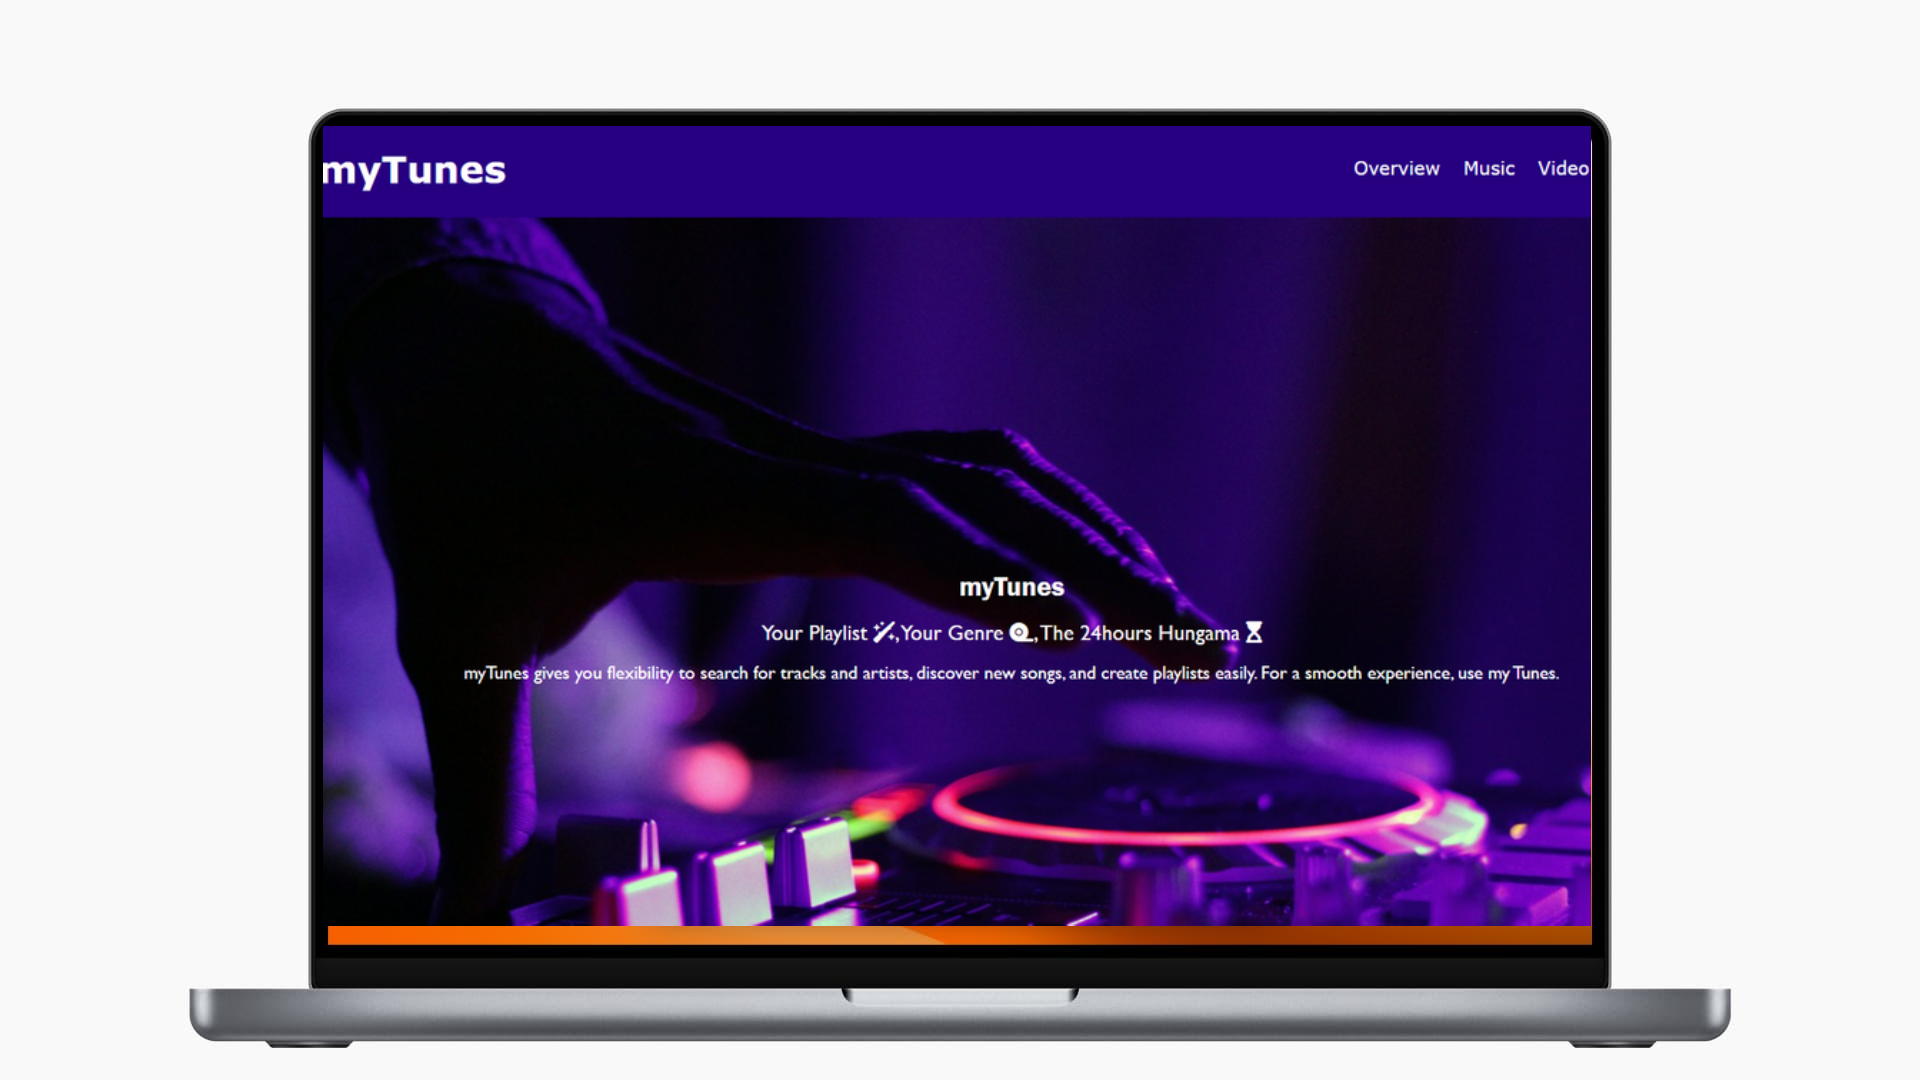 myTunes
Overview Music Video
myTunes
Your Playlist ,Your Genre ,The 24hours Hungama
myTunes gives you flexibility to search for tracks and artists, discover new songs, and create playlists easily. For a smooth experience, use my Tunes.